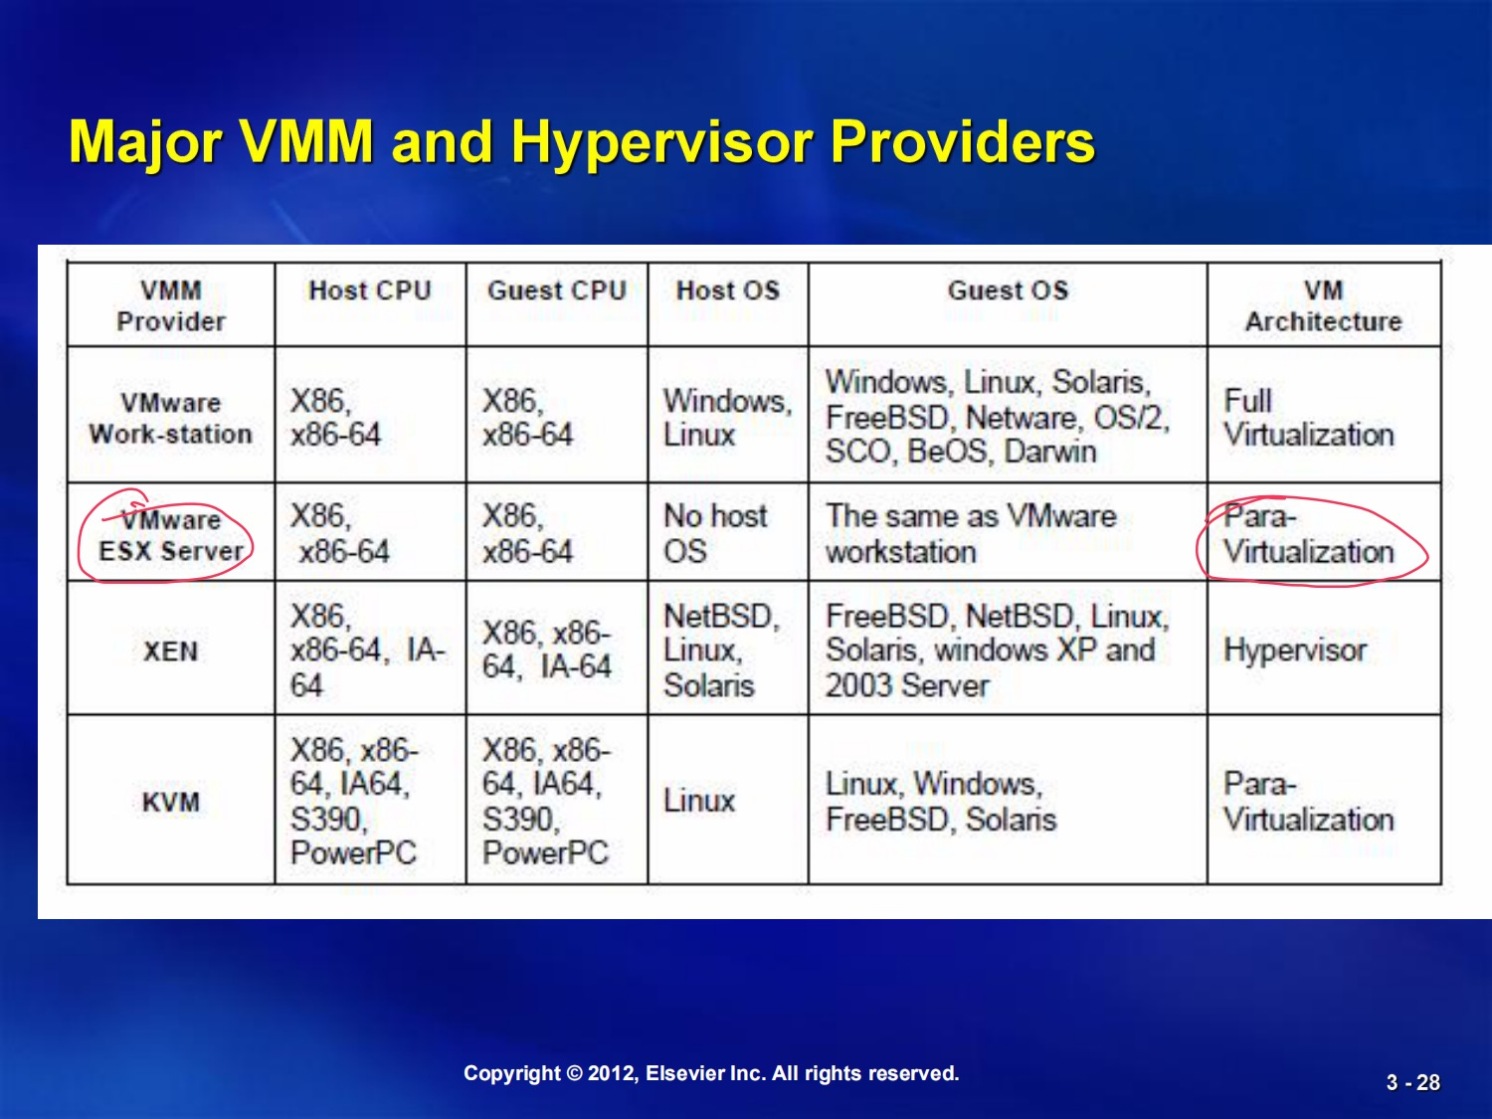 Major VMM and Hypervisor Providers
VMM
Provider
Host CPU
Guest CPU
Host OS
Guest OS
VM
Architecture
VMware
Work-station
X86,
x86-64
X86,
x86-64
Windows,
Linux
Windows, Linux, Solaris,
FreeBSD, Netware, OS/2,
SCO, BeOS, Darwin
Full
Virtualization
VMware
ESX Server
X86,
x86-64
X86,
x86-64
No host
OS
The same as VMware
workstation
Para-
Virtualization
XEN
X86,
x86-64, IA-
64
X86, x86-
64, IA-64
NetBSD,
Linux,
Solaris
FreeBSD, NetBSD, Linux,
Solaris, windows XP and
2003 Server
Hypervisor
KVM
X86, x86-
64, IA64,
S390,
PowerPC
X86, x86-
64, IA64,
S390,
PowerPC
Linux
Linux, Windows,
FreeBSD, Solaris
Para-
Virtualization
Copyright © 2012, Elsevier Inc. All rights reserved.
3 - 28